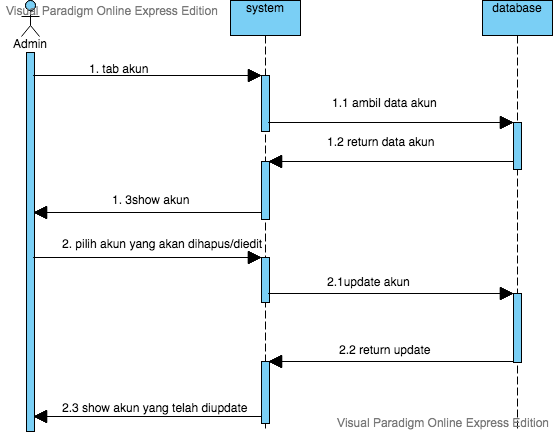 Visual Paradigm Online Express Edition
system
database
Admin
1. tab akun
1.1 ambil data akun
1.2 return data akun
1. 3show akun
2. pilih akun yang akan dihapus/diedit
2.1update akun
2.2 return update
2.3 show akun yang telah diupdate
Visual Paradigm Online Express Edition